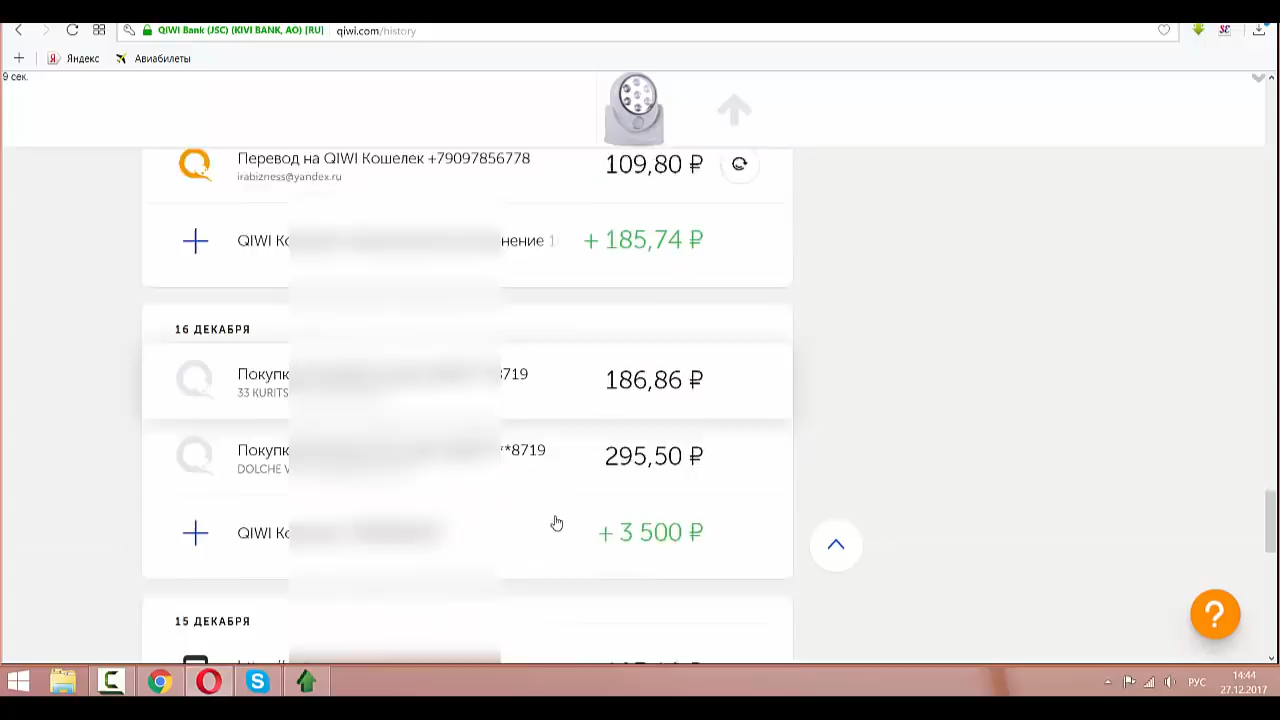 QIWI Bank (JSC) (KIVI BANK, AO) [RU] qiwi.com/history
Яндекс Авиабилеты
9 сек.
Перевод на QIWI Кошелек +79097856778 109,80 ₽
irabizness@yandex.ru
QIWI нение + 185,74 ₽
16 ДЕКАБРЯ
Покупк 8719 186,86 ₽
33 KURITS
Покупк **8719 295,50 ₽
DOLCHE V
QIWI + 3 500 ₽
?
15 ДЕКАБРЯ
РУС
14:44
27.12.2017